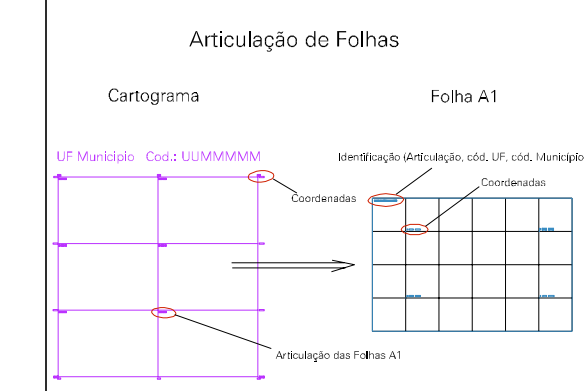 Articulação de Folhas
Cartograma
Folha A1
UF Municipio Cod.: UUMMMMM
Identificação (Articulação, cód. UF, cód. Município
Coordenadas
Coordenadas
Articulação das Folhas A1